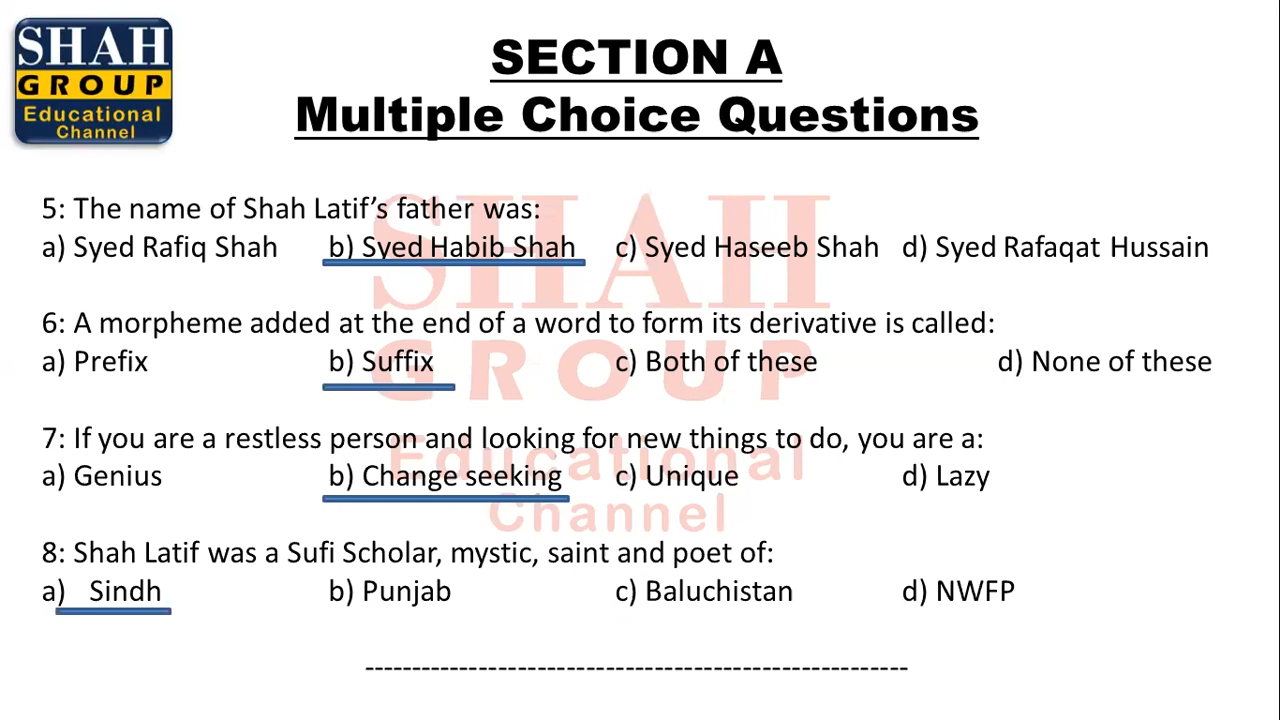 SHAH
GROUP
Educational
Channel
SECTION A
Multiple Choice Questions
5: The name of Shah Latif’s father was:
a) Syed Rafiq Shah b) Syed Habib Shah c) Syed Haseeb Shah d) Syed Rafaqat Hussain
6: A morpheme added at the end of a word to form its derivative is called:
a) Prefix b) Suffix c) Both of these d) None of these
7: If you are a restless person and looking for new things to do, you are a:
a) Genius b) Change seeking c) Unique d) Lazy
8: Shah Latif was a Sufi Scholar, mystic, saint and poet of:
a) Sindh b) Punjab c) Baluchistan d) NWFP
----------------------------------------------------------
SHAH
GROUP
Educational
Channel